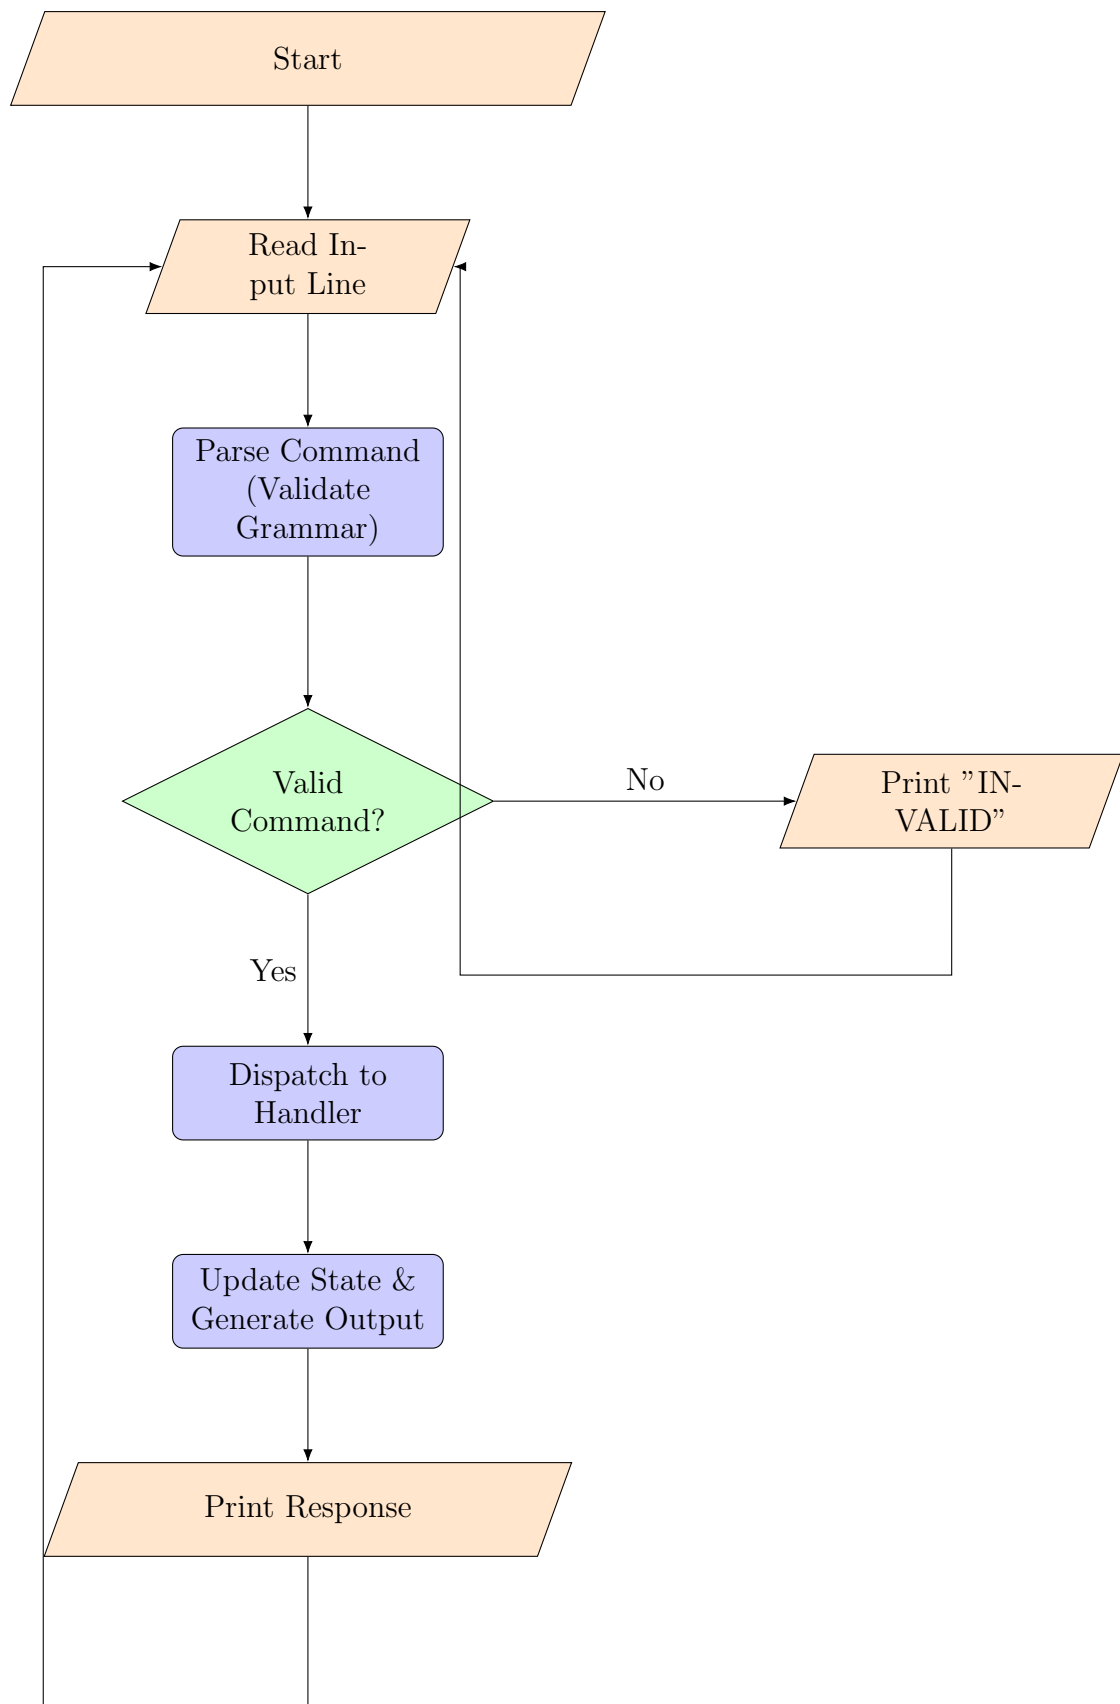 Start
Read In-
put Line
Parse Command
(Validate
Grammar)
Valid
Command?
No
Print ”IN-
VALID”
Yes
Dispatch to
Handler
Update State &
Generate Output
Print Response